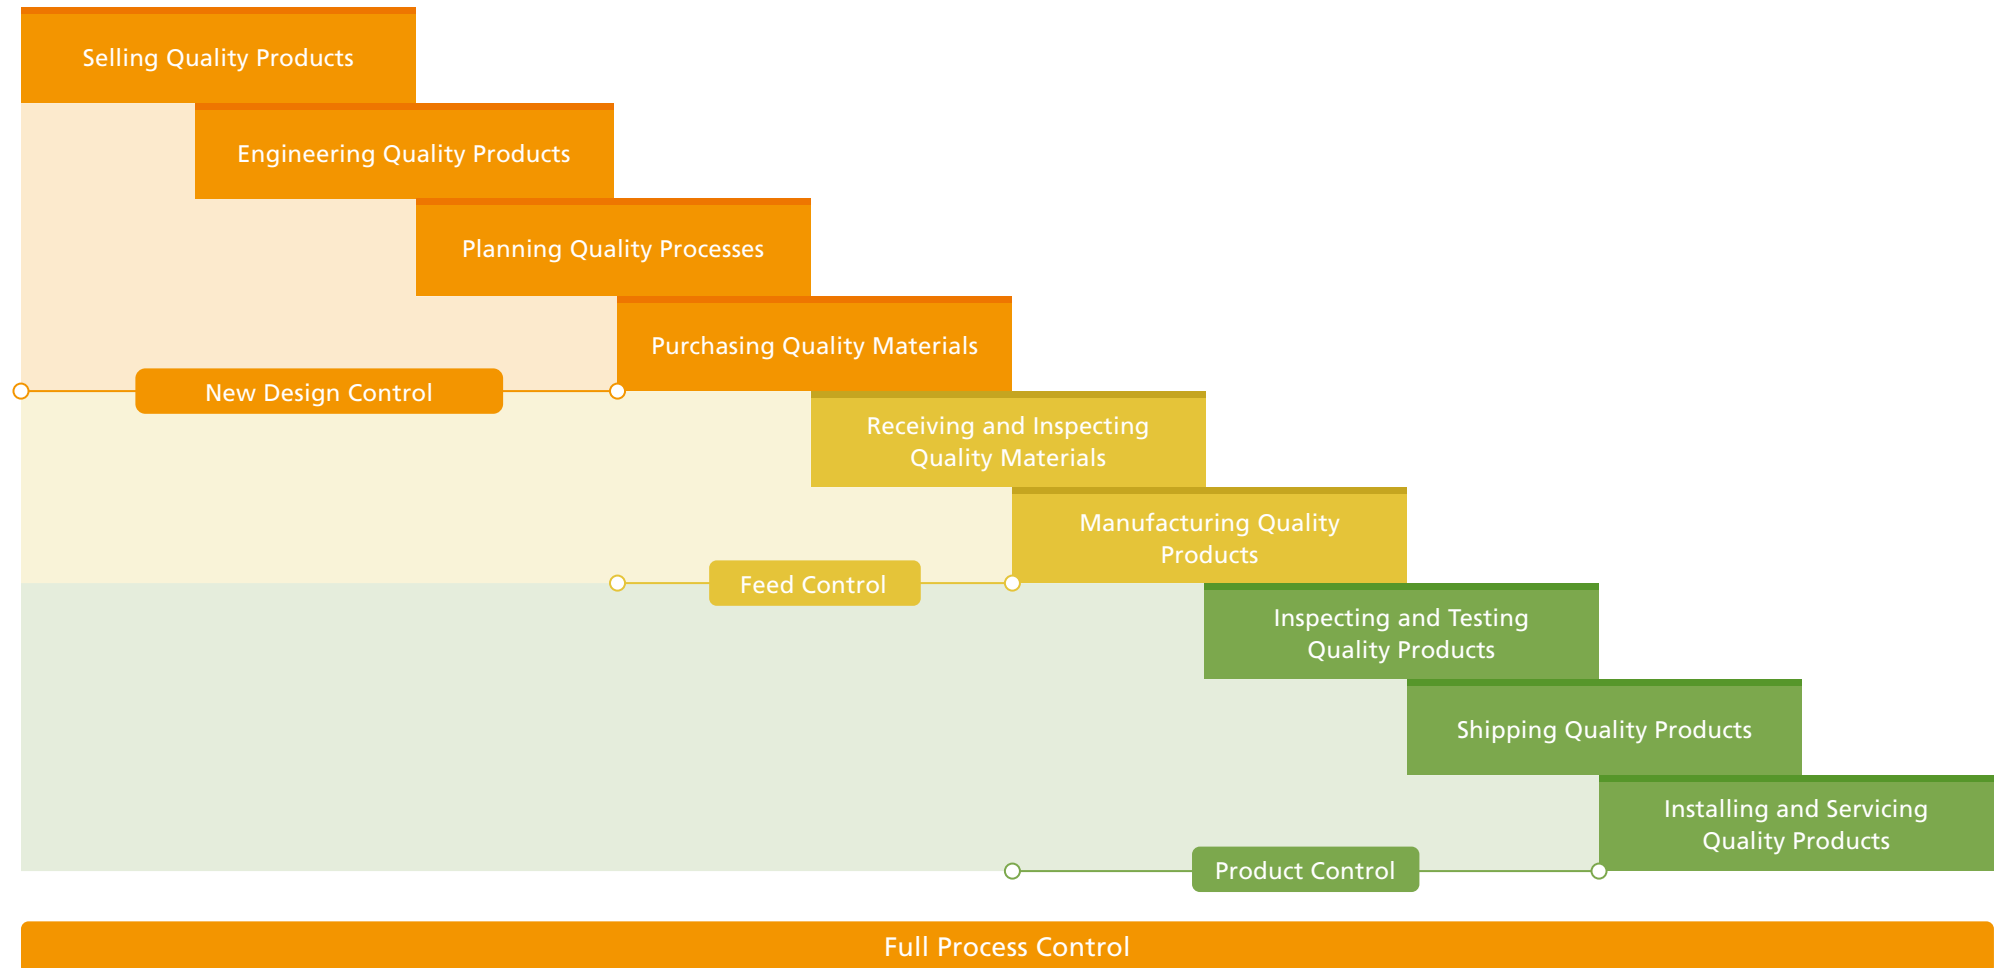 Selling Quality Products
Engineering Quality Products
Planning Quality Processes
Purchasing Quality Materials
New Design Control
Receiving and Inspecting
Quality Materials
Manufacturing Quality
Products
Feed Control
Inspecting and Testing
Quality Products
Shipping Quality Products
Installing and Servicing
Quality Products
Product Control
Full Process Control